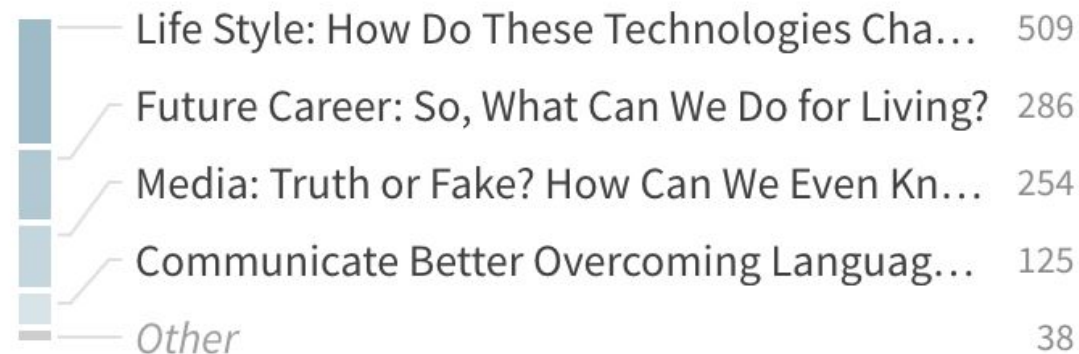 Life Style: How Do These Technologies Cha… 509
Future Career: So, What Can We Do for Living? 286
Media: Truth or Fake? How Can We Even Kn… 254
Communicate Better Overcoming Languag… 125
Other 38